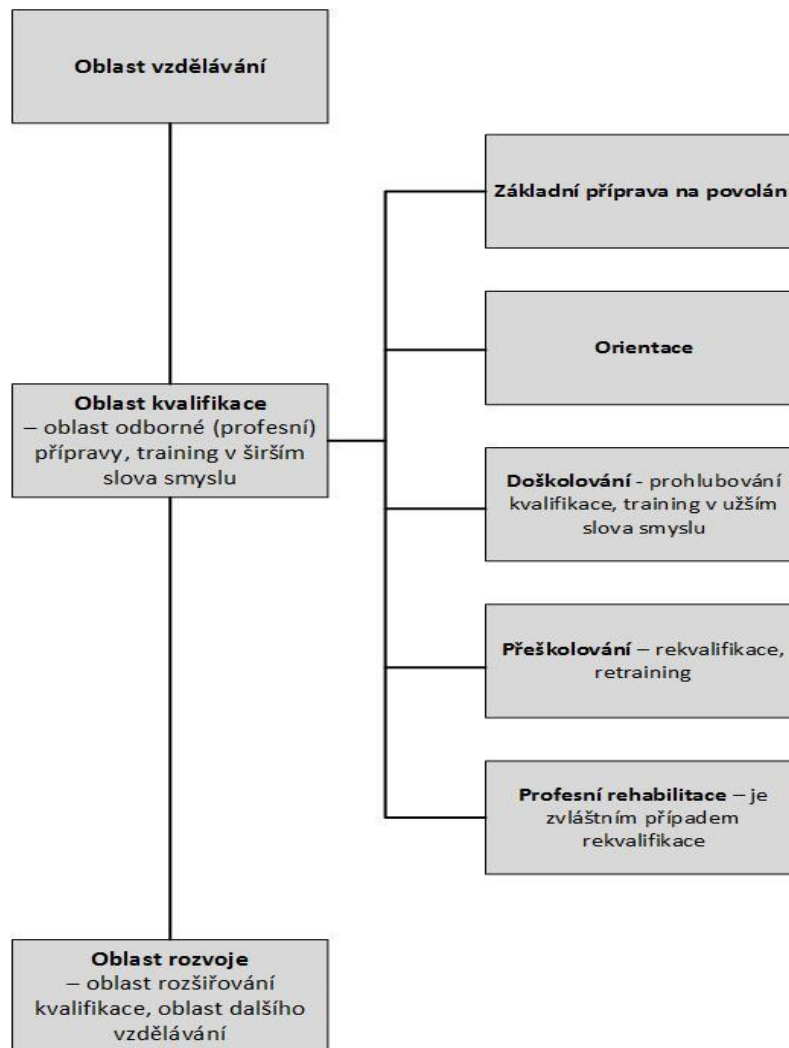 Oblast vzdělávání
Základní příprava na povolán
Orientace
Oblast kvalifikace
– oblast odborné (profesní)
přípravy, training v širším
slova smyslu
Doškolování - prohlubování
kvalifikace, training v užším
slova smyslu
Přeškolování – rekvalifikace,
retraining
Profesní rehabilitace – je
zvláštním případem
rekvalifikace
Oblast rozvoje
– oblast rozšiřování
kvalifikace, oblast dalšího
vzdělávání